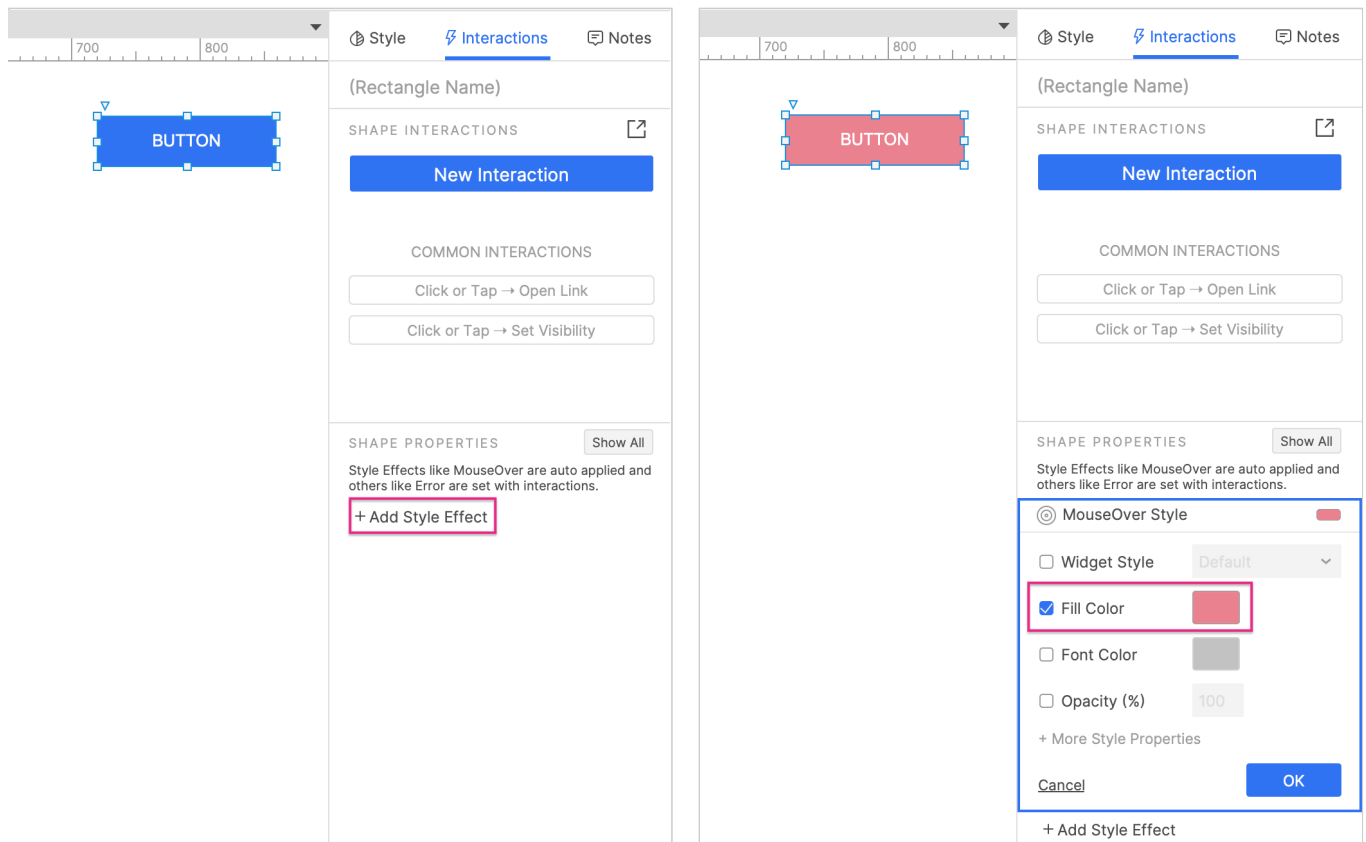 700 800
Style Interactions Notes
(Rectangle Name)
BUTTON
SHAPE INTERACTIONS
New Interaction
COMMON INTERACTIONS
Click or Tap → Open Link
Click or Tap → Set Visibility
SHAPE PROPERTIES Show All
Style Effects like MouseOver are auto applied and
others like Error are set with interactions.
+ Add Style Effect
700 800
Style Interactions Notes
(Rectangle Name)
BUTTON
SHAPE INTERACTIONS
New Interaction
COMMON INTERACTIONS
Click or Tap → Open Link
Click or Tap → Set Visibility
SHAPE PROPERTIES Show All
Style Effects like MouseOver are auto applied and
others like Error are set with interactions.
MouseOver Style
Widget Style Default
Fill Color
Font Color
Opacity (%) 100
+ More Style Properties
Cancel OK
+ Add Style Effect